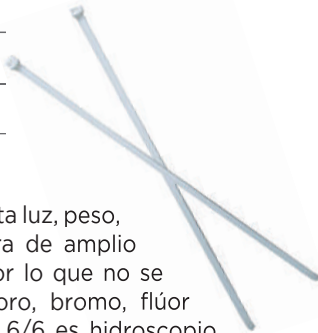 ta luz, peso,
ra de amplio
or lo que no se
oro, bromo, flúor
6/6 es hidroscopio